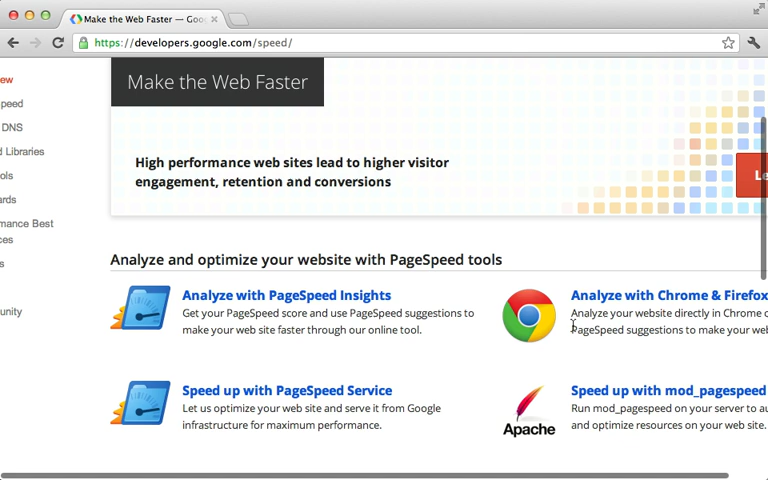 Make the Web Faster — Goo
https://developers.google.com/speed/
ew
peed
DNS
d Libraries
ols
ards
mance Best
ces
s
unity
Make the Web Faster
High performance web sites lead to higher visitor
engagement, retention and conversions
Le
Analyze and optimize your website with PageSpeed tools
Analyze with PageSpeed Insights
Get your PageSpeed score and use PageSpeed suggestions to
make your web site faster through our online tool.
Analyze with Chrome & Firefox
Analyze your website directly in Chrome o
PageSpeed suggestions to make your web
Speed up with PageSpeed Service
Let us optimize your web site and serve it from Google
infrastructure for maximum performance.
Apache
Speed up with mod_pagespeed
Run mod_pagespeed on your server to au
and optimize resources on your web site.